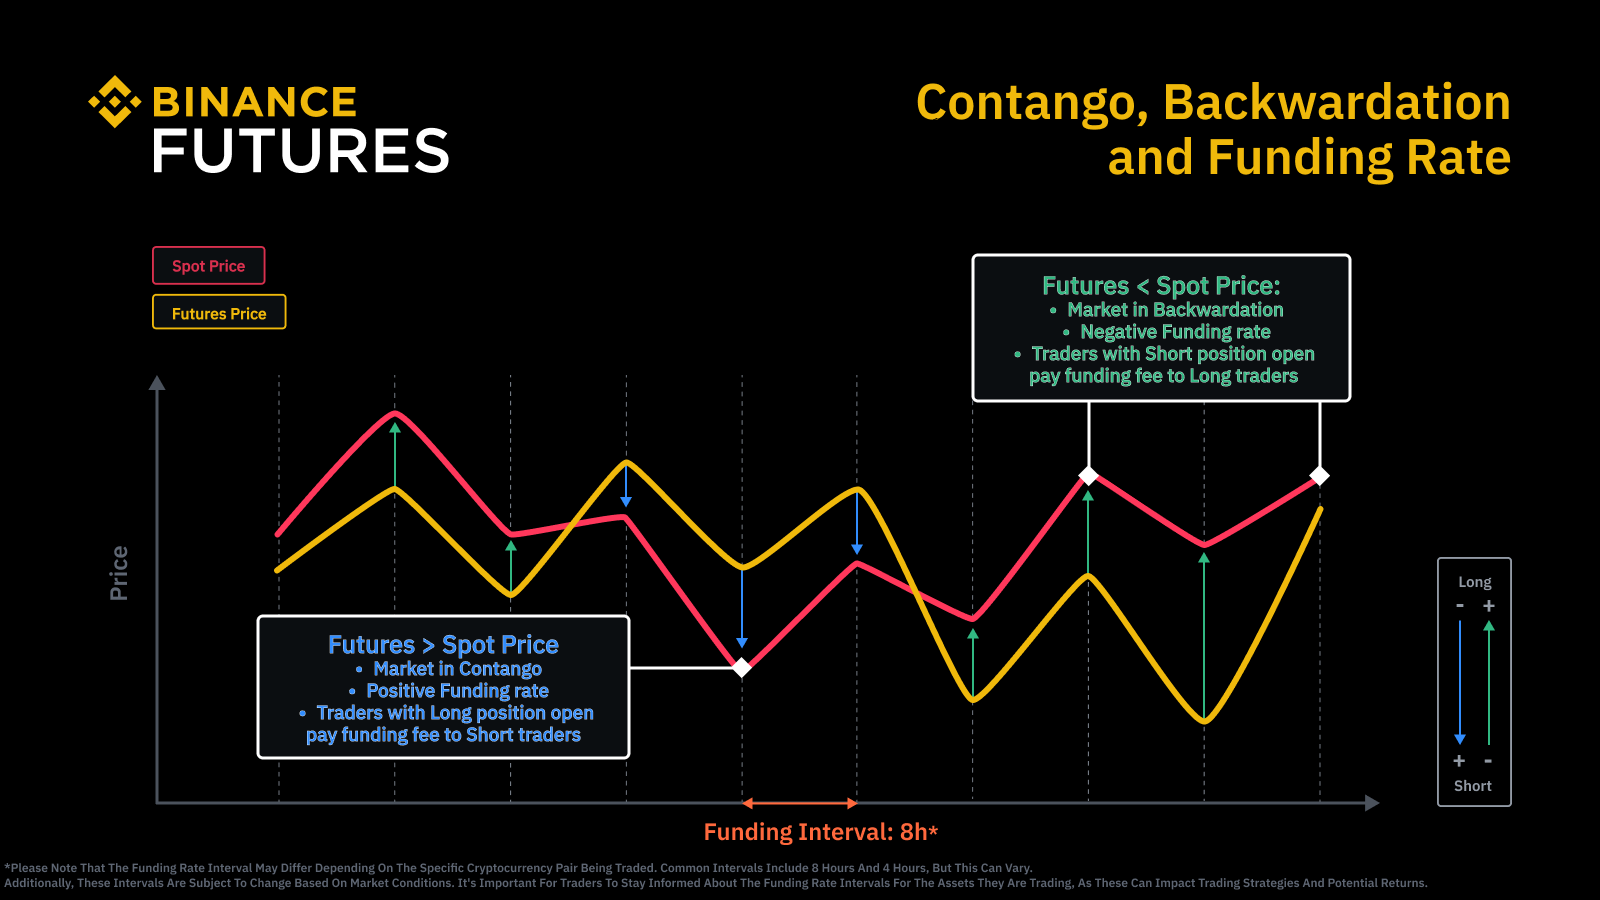 BINANCE
FUTURES
Contango, Backwardation
and Funding Rate
Spot Price
Futures Price
Futures < Spot Price:
• Market in Backwardation
• Negative Funding rate
• Traders with Short position open
pay funding fee to Long traders
Price
Futures > Spot Price
• Market in Contango
• Positive Funding rate
• Traders with Long position open
pay funding fee to Short traders
Long
- +
+ -
Short
Funding Interval: 8h*
*Please Note That The Funding Rate Interval May Differ Depending On The Specific Cryptocurrency Pair Being Traded. Common Intervals Include 8 Hours And 4 Hours, But This Can Vary.
Additionally, These Intervals Are Subject To Change Based On Market Conditions. It's Important For Traders To Stay Informed About The Funding Rate Intervals For The Assets They Are Trading, As These Can Impact Trading Strategies And Potential Returns.